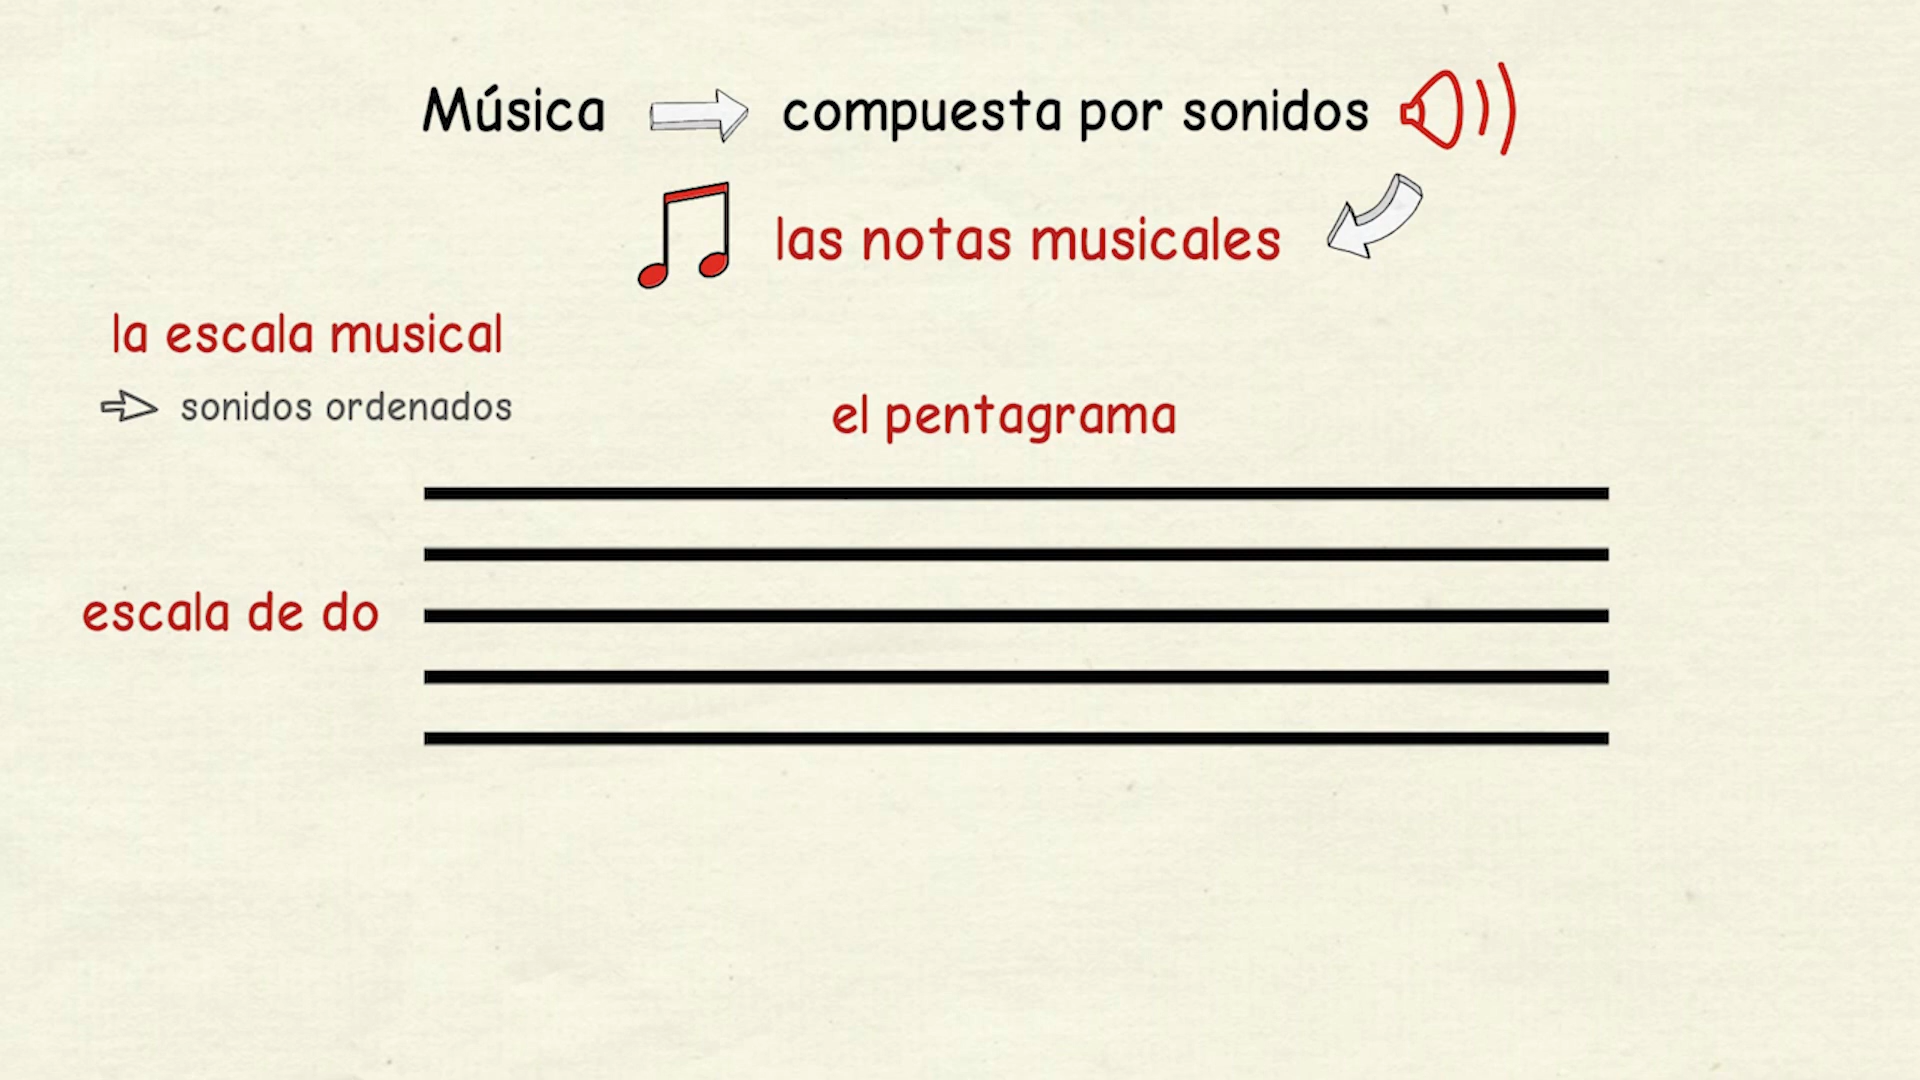 Música compuesta por sonidos
las notas musicales
la escala musical
sonidos ordenados
el pentagrama
escala de do